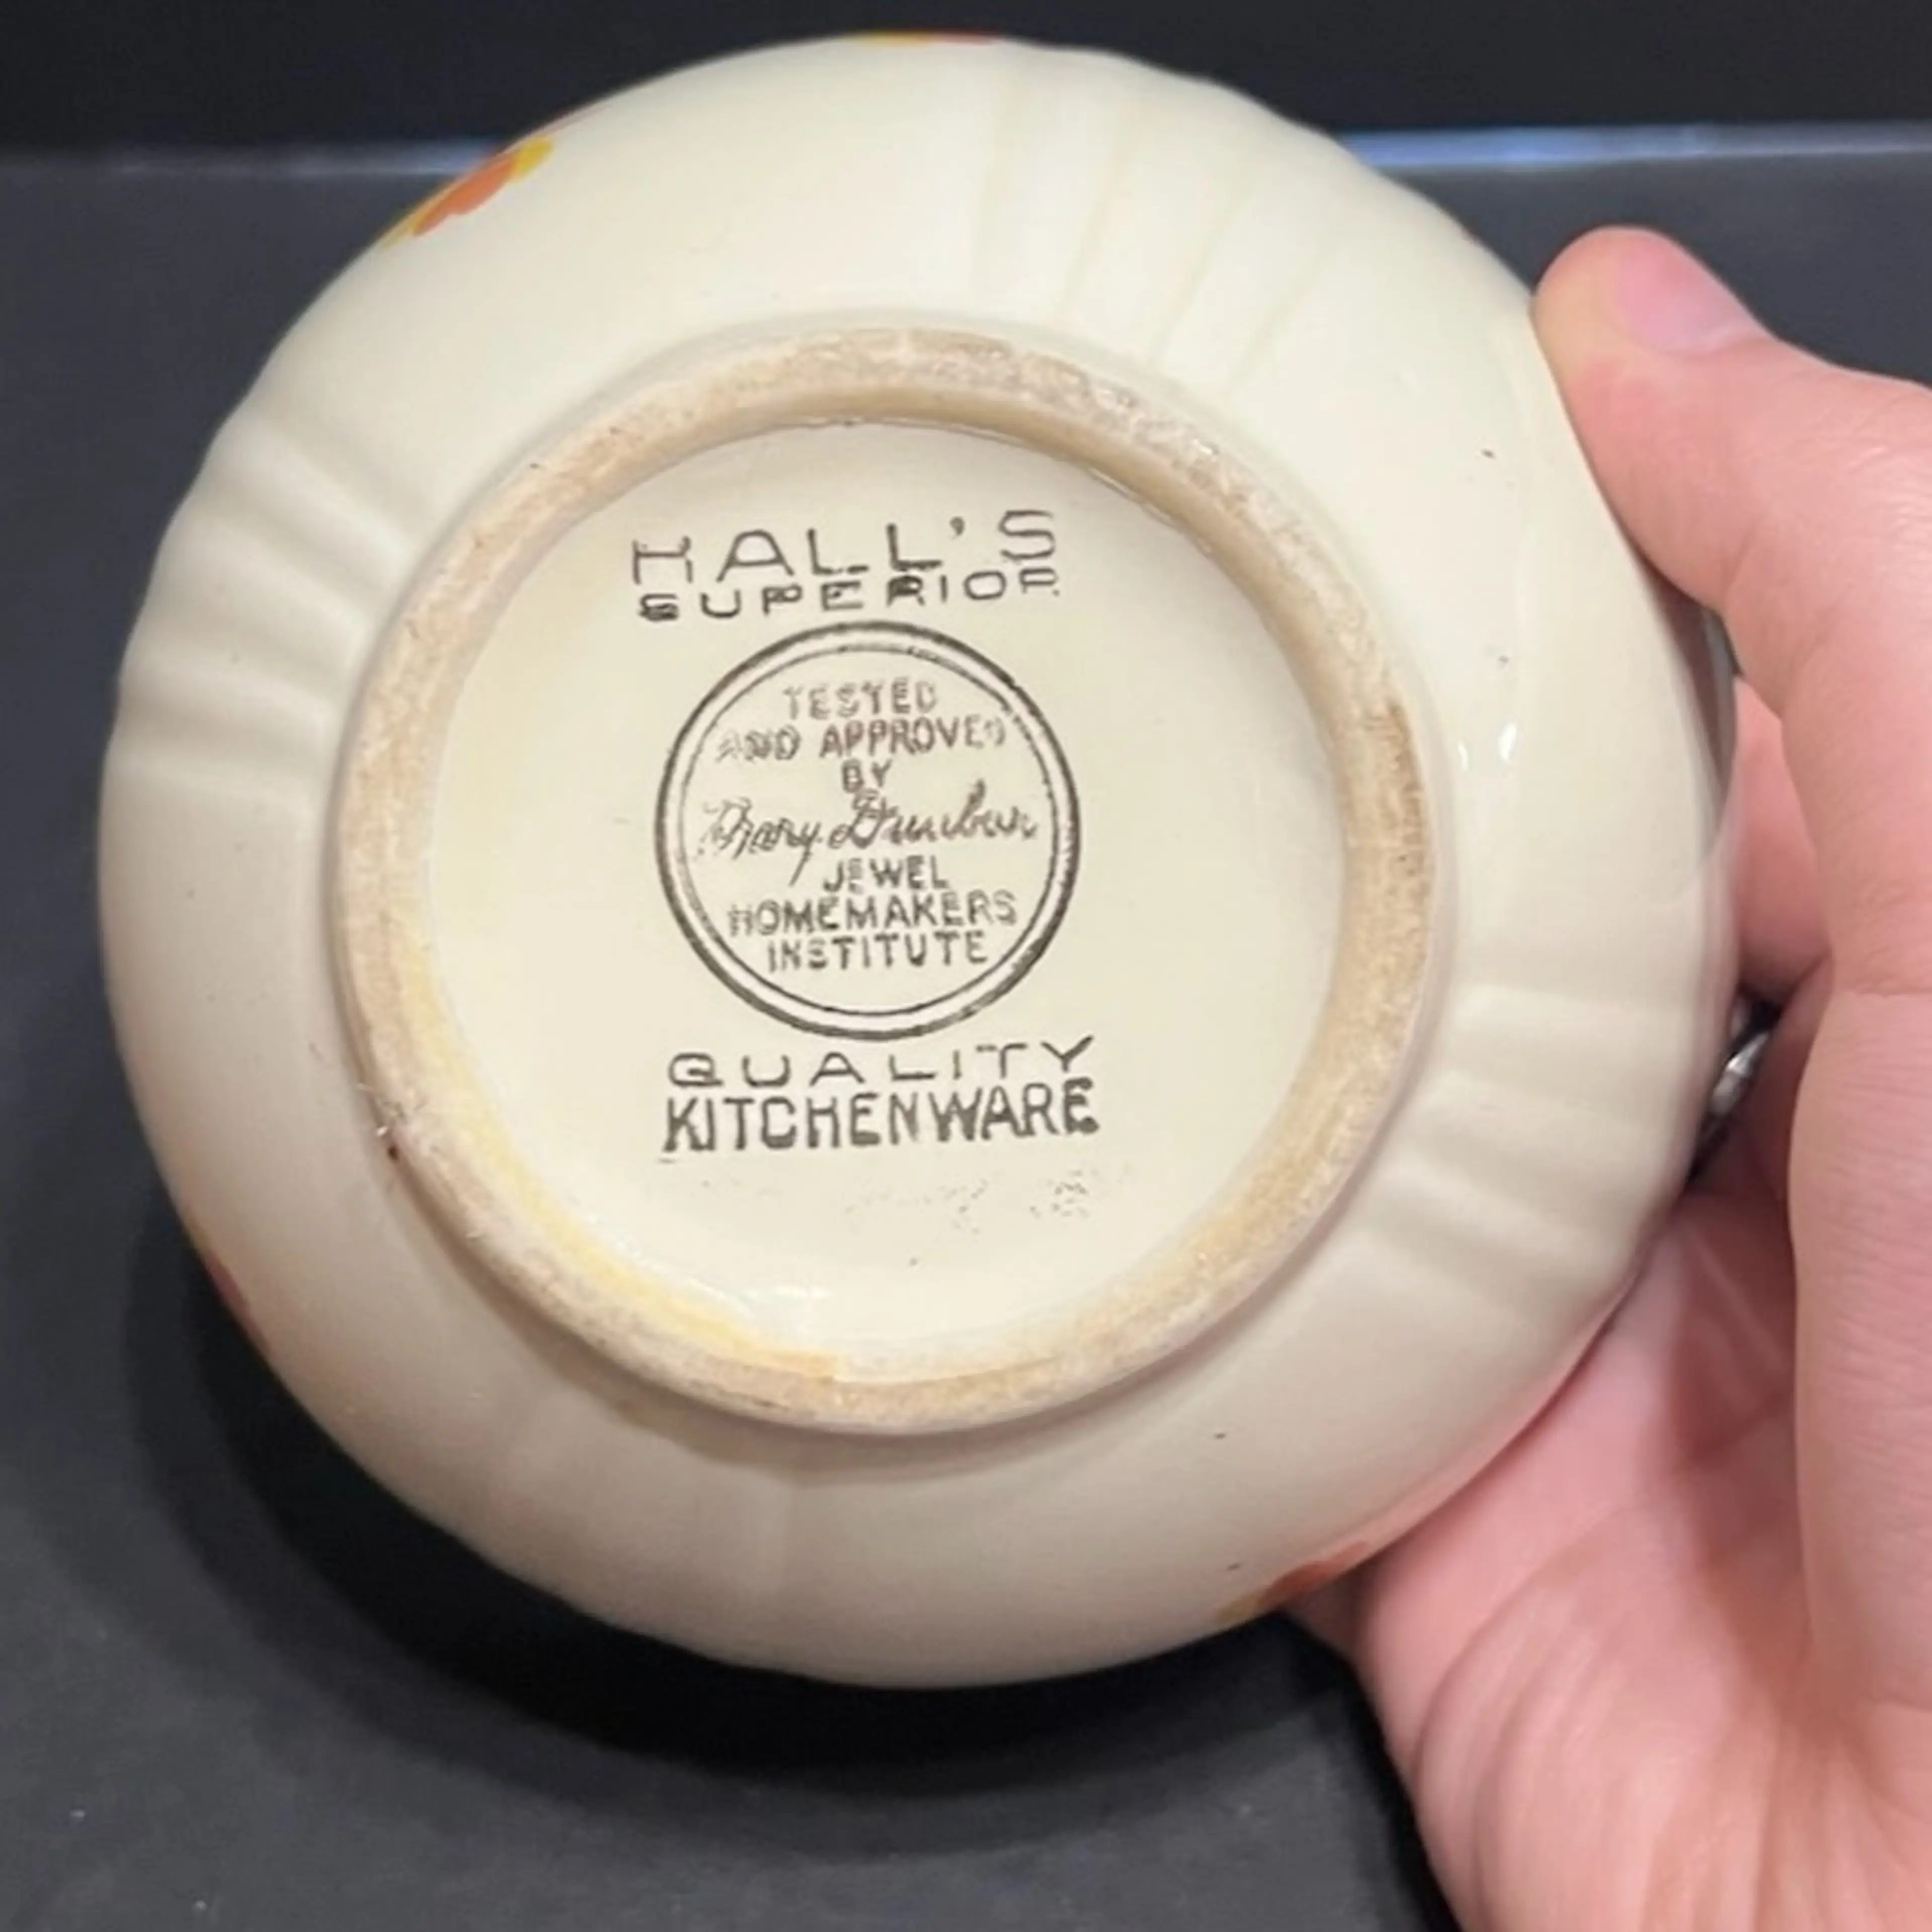 HALL'S
SUPERIOR
TESTED
AND APPROVED
BY
Mary Dunbar
JEWEL
HOMEMAKERS
INSTITUTE
QUALITY
KITCHENWARE